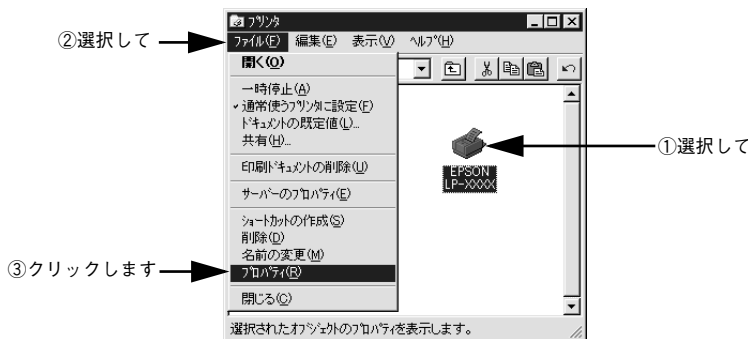 プリンタ
②選択して
ファイル(F) 編集(E) 表示(V) ヘルプ(H)
開く(O)
一時停止(A)
通常使うプリンタに設定(F)
ドキュメントの既定値(L)...
共有(H)...
印刷ドキュメントの削除(U)
サーバーのプロパティ(E)
ショートカットの作成(S)
削除(D)
名前の変更(M)
プロパティ(R)
閉じる(C)
①選択して
EPSON
LP-XXXX
③クリックします
選択されたオブジェクトのプロパティを表示します。